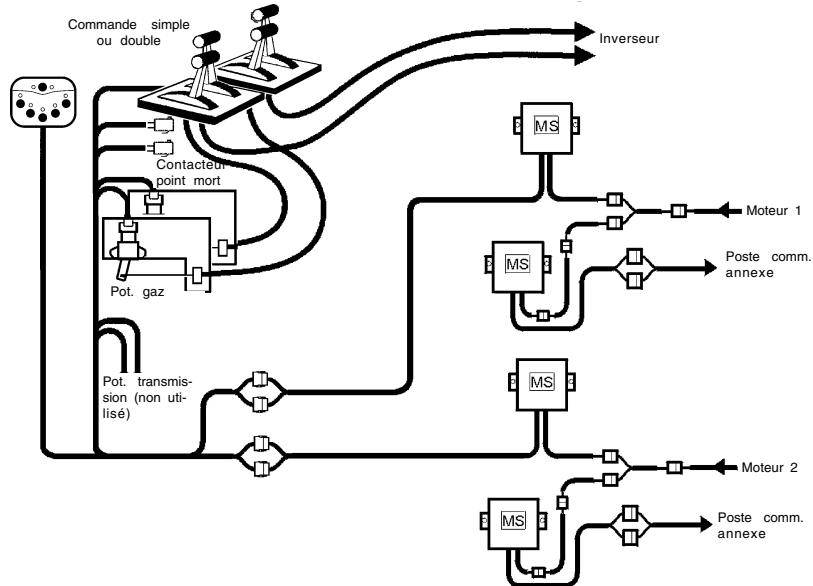 Commande simple
ou double
Inverseur
MS
Contacteur
point mort
Moteur 1
MS
Poste comm.
annexe
Pot. gaz
Pot. transmis-
sion (non uti-
lisé)
MS
Moteur 2
MS
Poste comm.
annexe